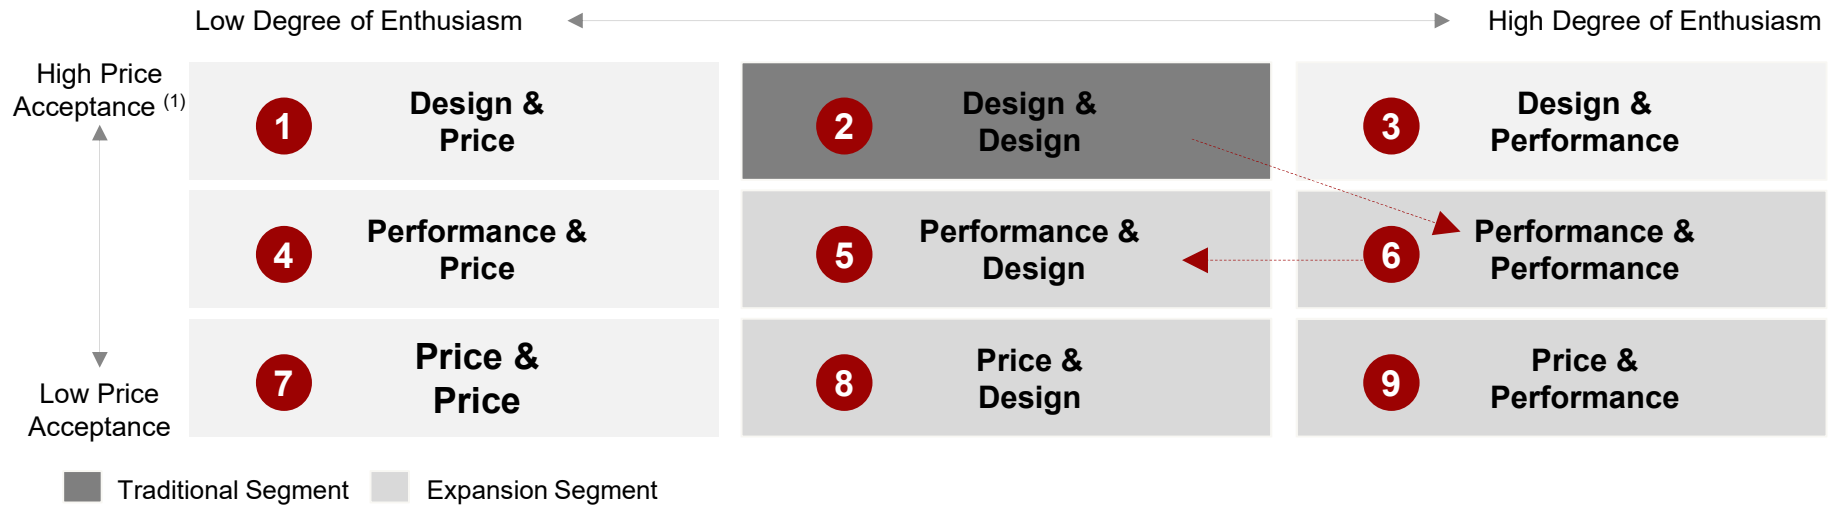 Low Degree of Enthusiasm
High Degree of Enthusiasm
High Price
Acceptance (1)
1
Design &
Price
2
Design &
Design
3
Design &
Performance
4
Performance &
Price
5
Performance &
Design
6
Performance &
Performance
7
Price &
Price
8
Price &
Design
9
Price &
Performance
Low Price
Acceptance
Traditional Segment
Expansion Segment